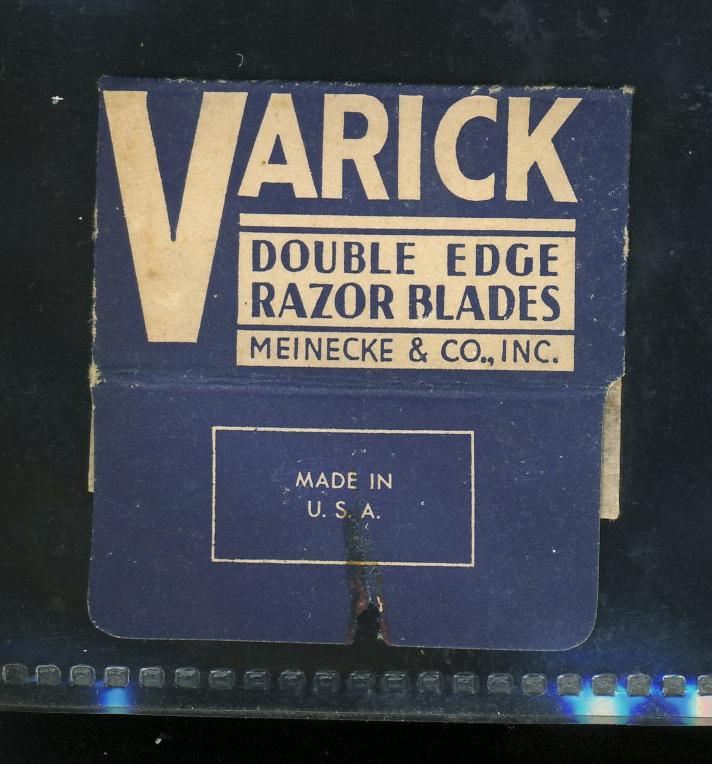 VARICK
DOUBLE EDGE
RAZOR BLADES
MEINECKE & CO., INC.
MADE IN
U. S. A.